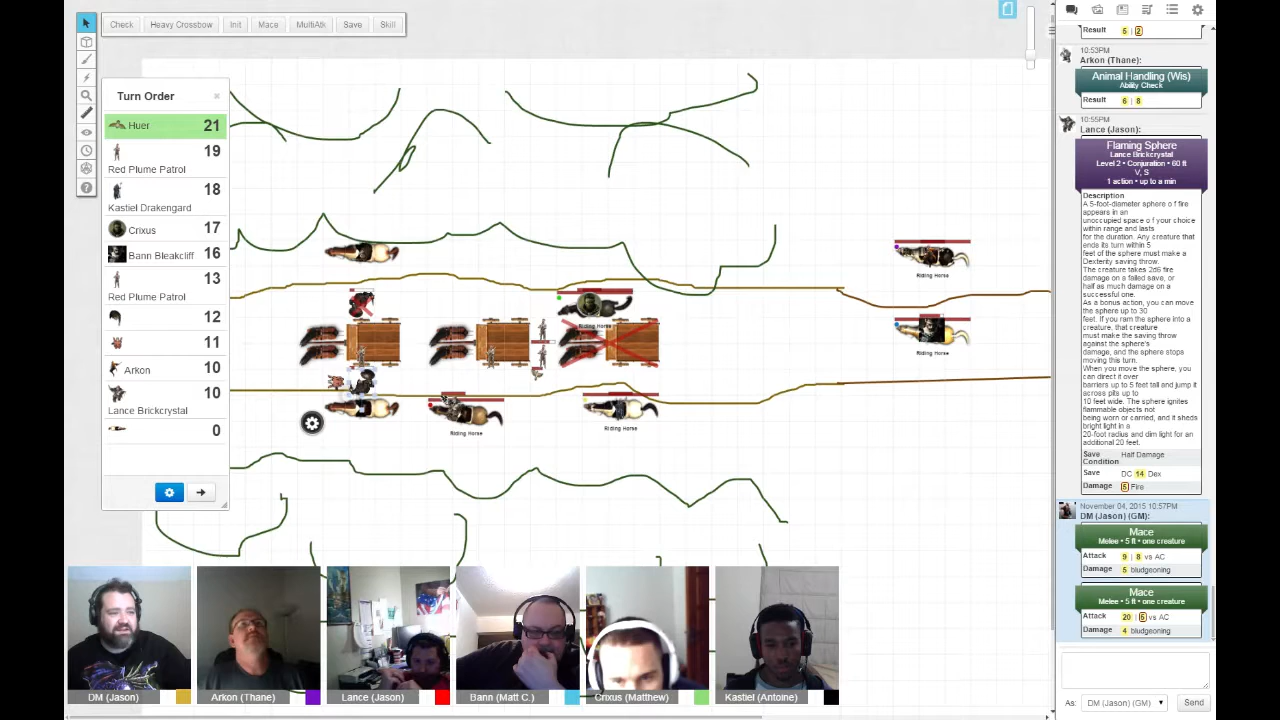 Check
Heavy Crossbow
Init
Mace
MultiAtk
Save
Skill
Turn Order
×
Huer 21
19
Red Plume Patrol
18
Kastiel Drakengard
Crixus 17
Bann Bleakcliff 16
13
Red Plume Patrol
12
11
Arkon 10
10
Lance Brickcrystal
0
Riding Horse
Riding Horse
Riding Horse
Riding Horse
Riding Horse
DM (Jason)
Arkon (Thane)
Lance (Jason)
Bann (Matt C.)
Crixus (Matthew)
Kastiel (Antoine)
Result 5 | 2
10:53PM
Arkon (Thane):
Animal Handling (Wis)
Ability Check
Result 6 | 8
10:55PM
Lance (Jason):
Flaming Sphere
Lance Brickcrystal
Level 2 • Conjuration • 60 ft
V, S
1 action • up to a min
Description
A 5-foot-diameter sphere o f fire
appears in an
unoccupied space o f your choice
within range and lasts
for the duration. Any creature that
ends its turn within 5
feet of the sphere must make a
Dexterity saving throw.
The creature takes 2d6 fire
damage on a failed save, or
half as much damage on a
successful one.
As a bonus action, you can move
the sphere up to 30
feet. If you ram the sphere into a
creature, that creature
must make the saving throw
against the sphere's
damage, and the sphere stops
moving this turn.
When you move the sphere, you
can direct it over
barriers up to 5 feet tall and jump it
across pits up to
10 feet wide. The sphere ignites
flammable objects not
being worn or carried, and it sheds
bright light in a
20-foot radius and dim light for an
additional 20 feet.
Save Condition Half Damage
Save DC 14 Dex
Damage 5 Fire
November 04, 2015 10:57PM
DM (Jason) (GM):
Mace
Melee • 5 ft • one creature
Attack 9 | 8 vs AC
Damage 5 bludgeoning
Mace
Melee • 5 ft • one creature
Attack 20 | 6 vs AC
Damage 4 bludgeoning
As: DM (Jason) (GM)
Send